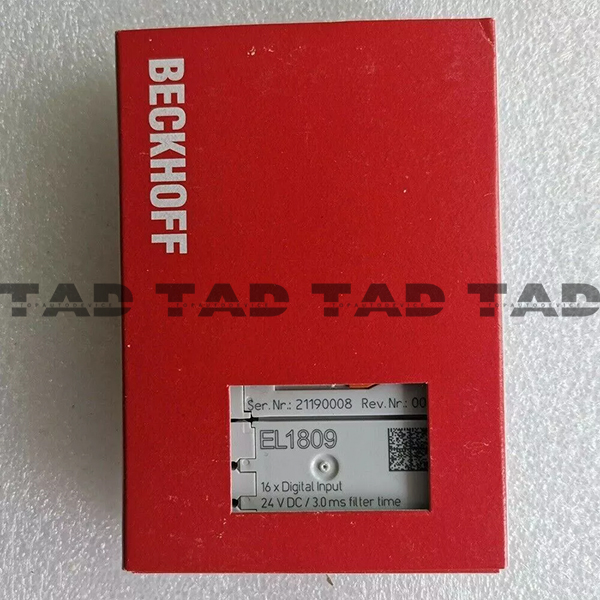 BECKHOFF
TAD TAD TAD TAD
Ser.Nr.: 21190008 Rev.Nr.: 00
EL1809
16 x Digital Input
24 V DC / 3.0 ms filter time